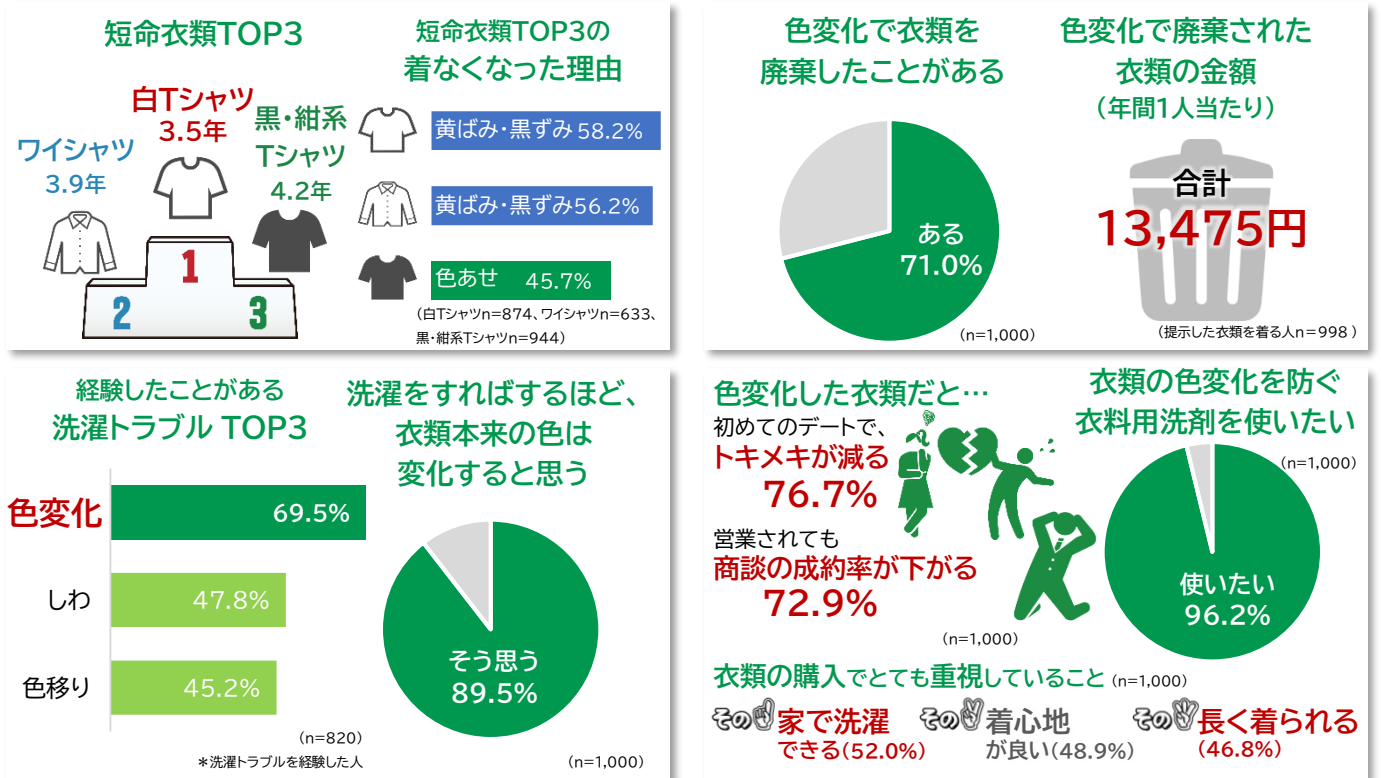 短命衣類TOP3
白Tシャツ
3.5年
ワイシャツ
3.9年
黒・紺系
Tシャツ
4.2年
1
2
3
短命衣類TOP3の
着なくなった理由
黄ばみ・黒ずみ 58.2%
黄ばみ・黒ずみ56.2%
色あせ 45.7%
(白Tシャツn=874、ワイシャツn=633、
黒・紺系Tシャツn=944)
色変化で衣類を
廃棄したことがある
ある
71.0%
(n=1,000)
色変化で廃棄された
衣類の金額
(年間1人当たり)
合計
13,475円
(提示した衣類を着る人n=998 )
経験したことがある
洗濯トラブル TOP3
色変化
69.5%
しわ
47.8%
色移り
45.2%
(n=820)
*洗濯トラブルを経験した人
洗濯をすればするほど、
衣類本来の色は
変化すると思う
そう思う
89.5%
(n=1,000)
色変化した衣類だと…
初めてのデートで、
トキメキが減る
76.7%
営業されても
商談の成約率が下がる
72.9%
(n=1,000)
衣類の色変化を防ぐ
衣料用洗剤を使いたい
(n=1,000)
使いたい
96.2%
衣類の購入でとても重視していること (n=1,000)
その 家で洗濯
できる(52.0%)
その 着心地
が良い(48.9%)
その 長く着られる
(46.8%)